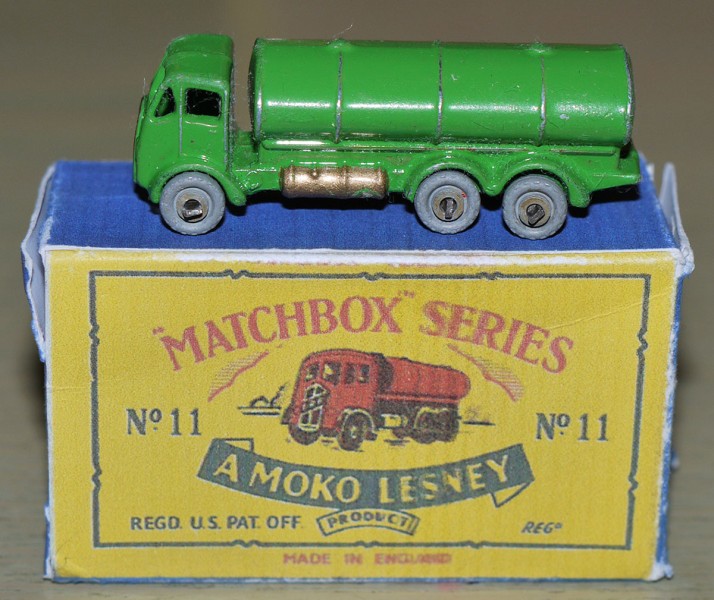 "MATCHBOX" SERIES
Nº 11 Nº 11
A MOKO LESNEY
PRODUCT
REGD. U.S. PAT. OFF. REGD
MADE IN ENGLAND